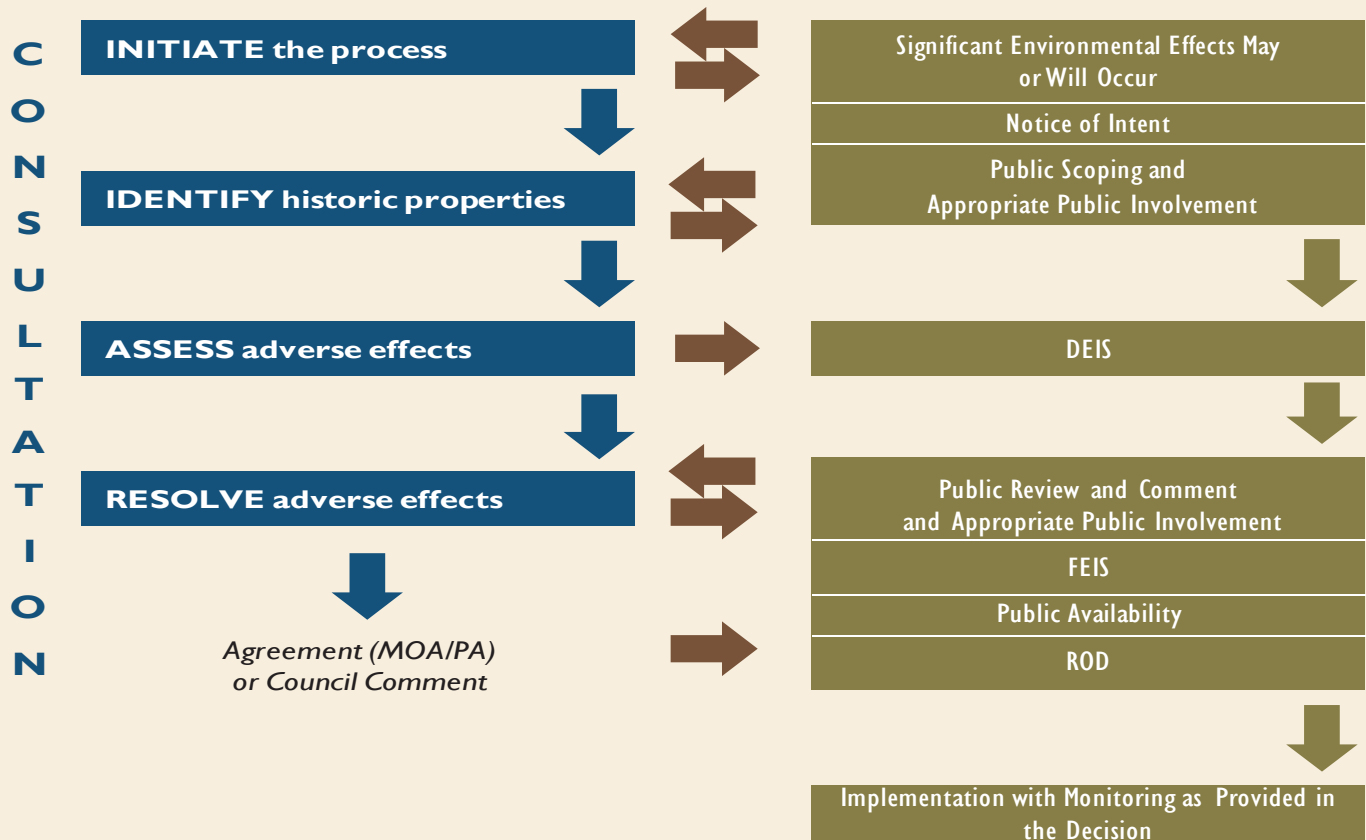 CONSULTATION
INITIATE the process
IDENTIFY historic properties
ASSESS adverse effects
RESOLVE adverse effects
Agreement (MOA/PA)
or Council Comment
Significant Environmental Effects May
or Will Occur
Notice of Intent
Public Scoping and
Appropriate Public Involvement
DEIS
Public Review and Comment
and Appropriate Public Involvement
FEIS
Public Availability
ROD
Implementation with Monitoring as Provided in
the Decision